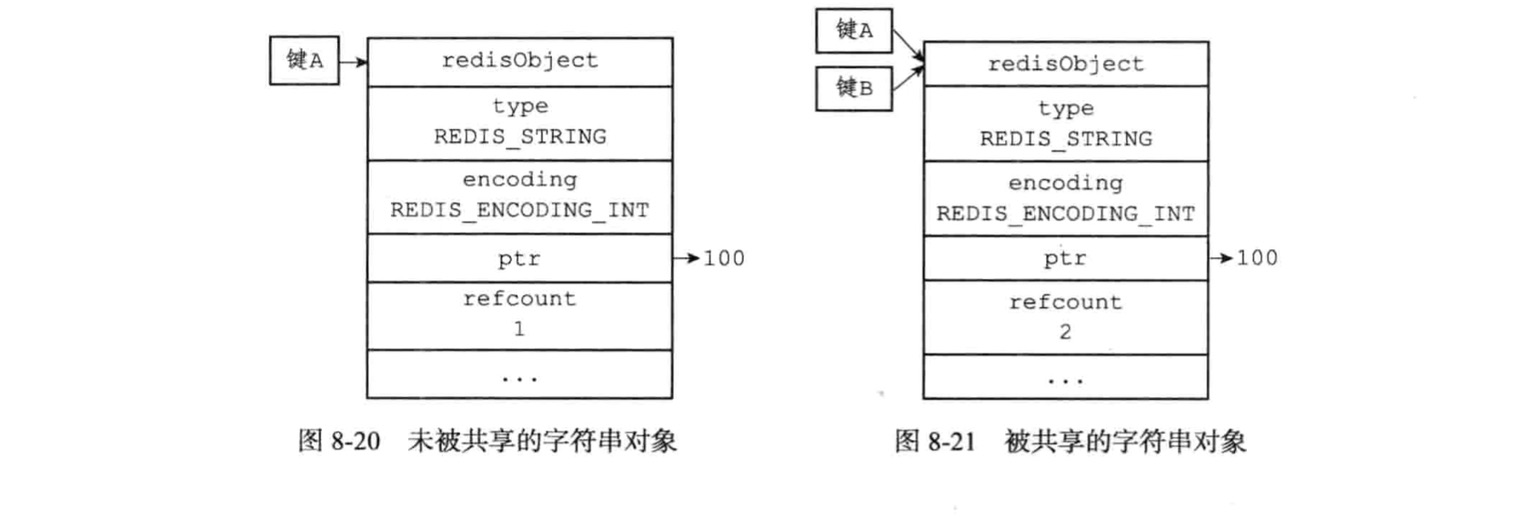 键A
redisObject
type
REDIS_STRING
encoding
REDIS_ENCODING_INT
ptr
100
refcount
1
...
图 8-20 未被共享的字符串对象
键A
键B
redisObject
type
REDIS_STRING
encoding
REDIS_ENCODING_INT
ptr
100
refcount
2
...
图 8-21 被共享的字符串对象